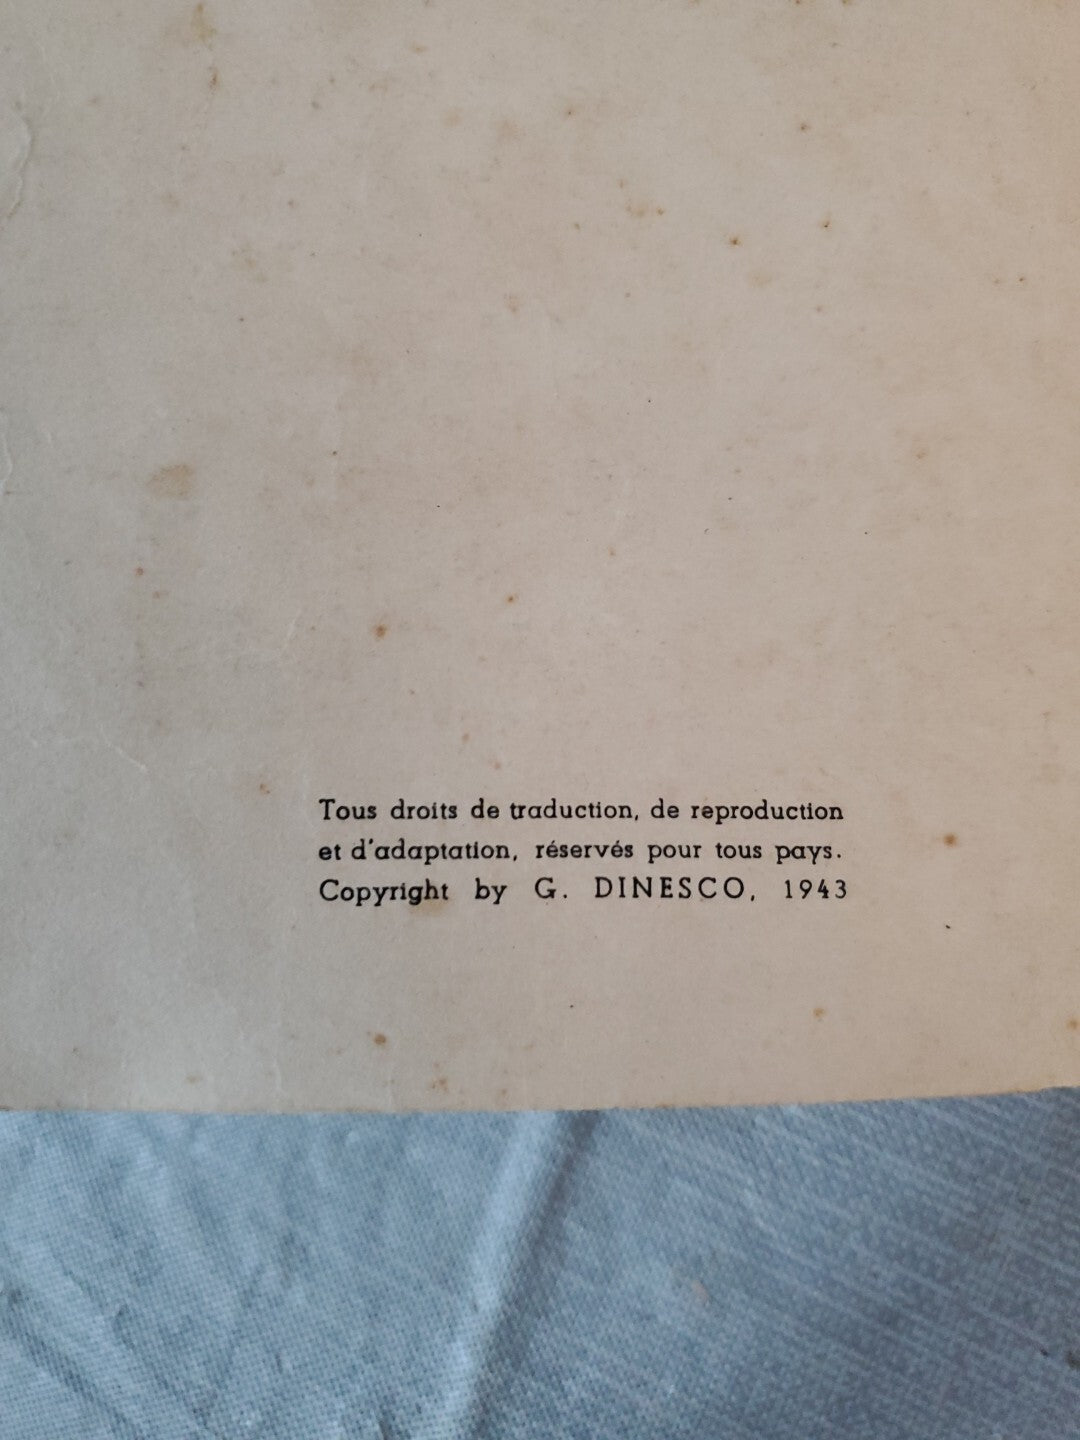 Tous droits de traduction, de reproduction
et d'adaptation, réservés pour tous pays.
Copyright by G. DINESCO, 1943